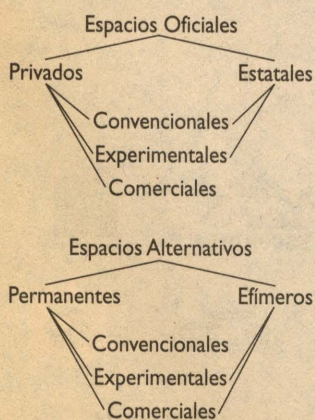 Espacios Oficiales
Privados Estatales
Convencionales
Experimentales
Comerciales
Espacios Alternativos
Permanentes Efímeros
Convencionales
Experimentales
Comerciales